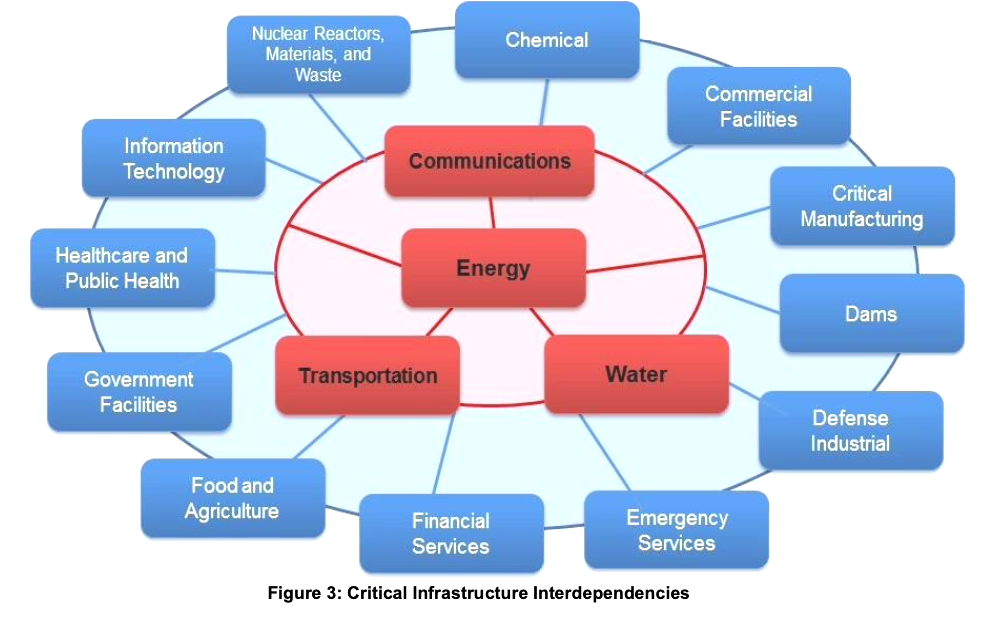 Nuclear Reactors,
Materials, and
Waste
Chemical
Commercial
Facilities
Information
Technology
Communications
Critical
Manufacturing
Healthcare and
Public Health
Energy
Dams
Government
Facilities
Transportation
Water
Defense
Industrial
Food and
Agriculture
Financial
Services
Emergency
Services
Figure 3: Critical Infrastructure Interdependencies